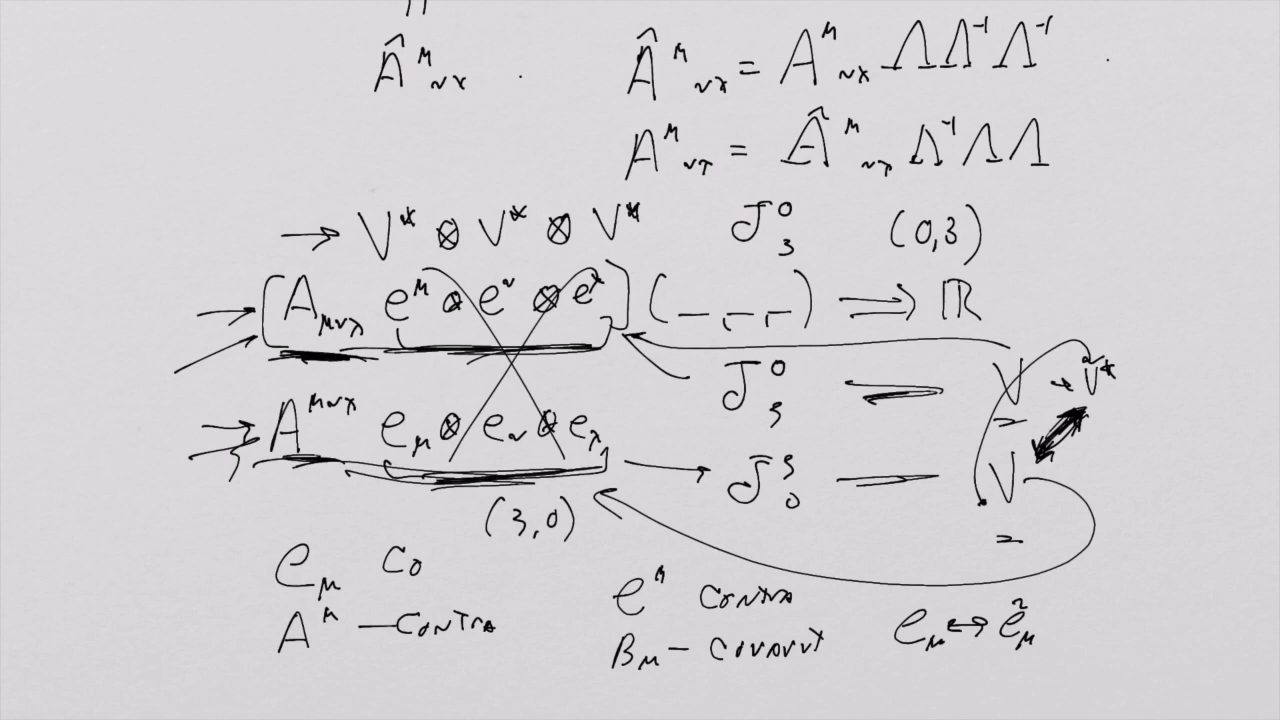 Â^μ_νλ . Â^μ_νλ = A^μ_νλ Λ Λ^-1 Λ^-1 .
A^μ_νλ = Â^μ_νλ Λ^-1 Λ Λ
→ V* ⊗ V* ⊗ V* J^0_3 (0,3)
→ [A_μνλ e^μ ⊗ e^ν ⊗ e^λ] (_ _ _) ⇒ ℝ
J^0_3 — V → Ṽ*
→ A^μνλ e_μ ⊗ e_ν ⊗ e_λ → J^3_0 — V
(3,0)
e_μ co
e^μ contra
A^μ — contra
e_μ ↔ ẽ_μ
B_μ — covarnt